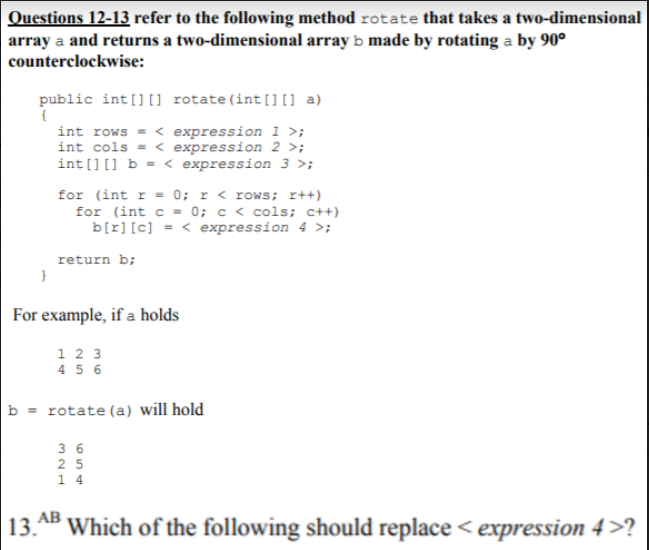 Questions 12-13 refer to the following method rotate that takes a two-dimensional
array a and returns a two-dimensional array b made by rotating a by 90°
counterclockwise:
public int[][] rotate(int[][] a)
{
int rows = < expression 1 >;
int cols = < expression 2 >;
int[][] b = < expression 3 >;
for (int r = 0; r < rows; r++)
for (int c = 0; c < cols; c++)
b[r][c] = < expression 4 >;
return b;
}
For example, if a holds
1 2 3
4 5 6
b = rotate(a) will hold
3 6
2 5
1 4
13.AB Which of the following should replace < expression 4 >?